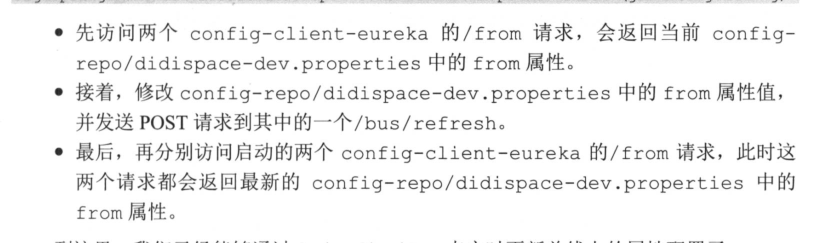 • 先访问两个 config-client-eureka 的/from 请求，会返回当前 config-
repo/didispace-dev.properties 中的 from 属性。
• 接着，修改 config-repo/didispace-dev.properties 中的 from 属性值，
并发送 POST 请求到其中的一个/bus/refresh。
• 最后，再分别访问启动的两个 config-client-eureka 的/from 请求，此时这
两个请求都会返回最新的 config-repo/didispace-dev.properties 中的
from 属性。